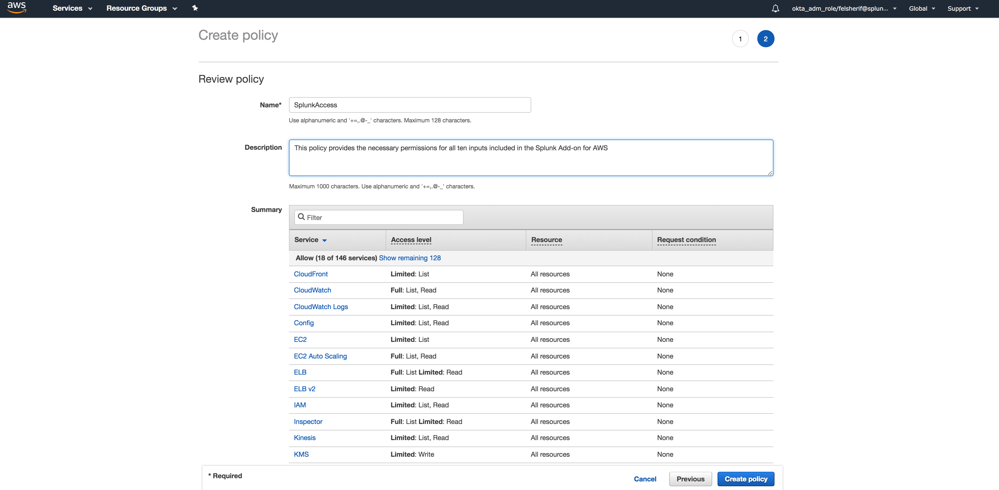 aws Services Resource Groups okta_adm_role/felsherif@splun... Global Support
Create policy 1 2
Review policy
Name* SplunkAccess
Use alphanumeric and '+=,.@-_' characters. Maximum 128 characters.
Description This policy provides the necessary permissions for all ten inputs included in the Splunk Add-on for AWS
Maximum 1000 characters. Use alphanumeric and '+=,.@-_' characters.
Summary Filter
Service Access level Resource Request condition
Allow (18 of 146 services) Show remaining 128
CloudFront Limited: List All resources None
CloudWatch Full: List, Read All resources None
CloudWatch Logs Limited: List, Read All resources None
Config Limited: List, Read All resources None
EC2 Limited: List All resources None
EC2 Auto Scaling Full: List, Read All resources None
ELB Full: List Limited: Read All resources None
ELB v2 Limited: Read All resources None
IAM Limited: List, Read All resources None
Inspector Full: List Limited: Read All resources None
Kinesis Limited: List, Read All resources None
KMS Limited: Write All resources None
* Required Cancel Previous Create policy